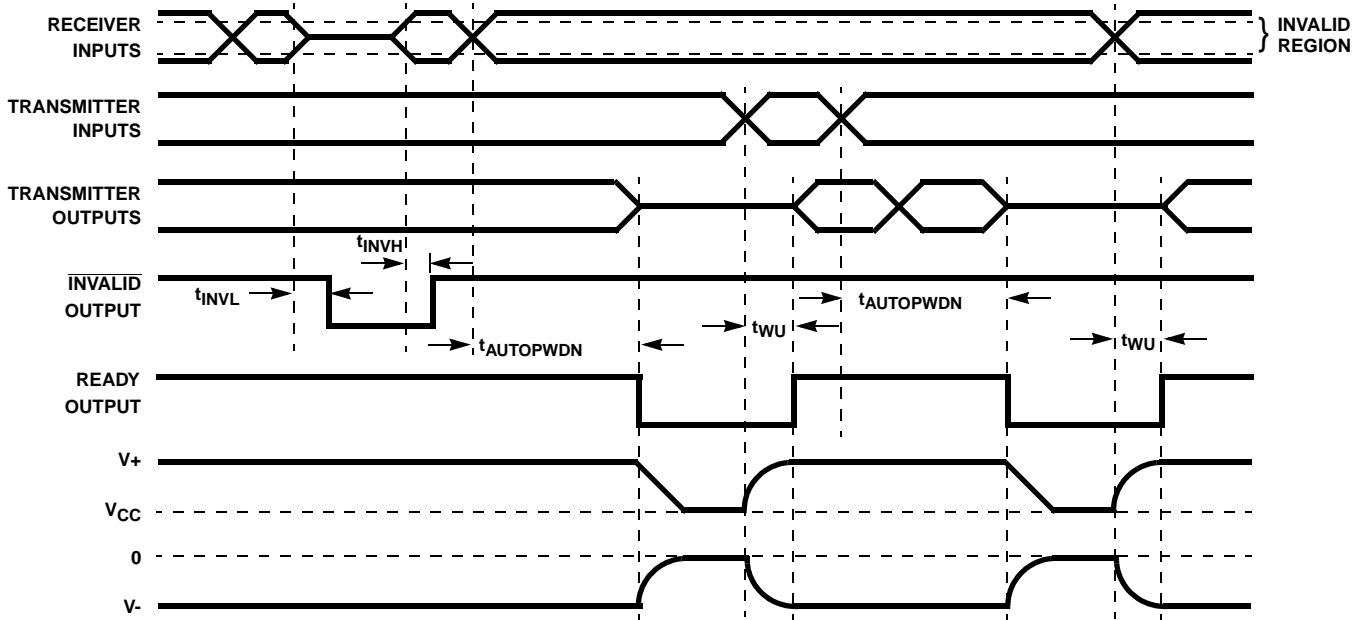 RECEIVER
INPUTS
} INVALID
REGION
TRANSMITTER
INPUTS
TRANSMITTER
OUTPUTS
tINVH
INVALID
OUTPUT
tINVL
tAUTOPWDN
tWU
tAUTOPWDN
tWU
READY
OUTPUT
V+
VCC
0
V-